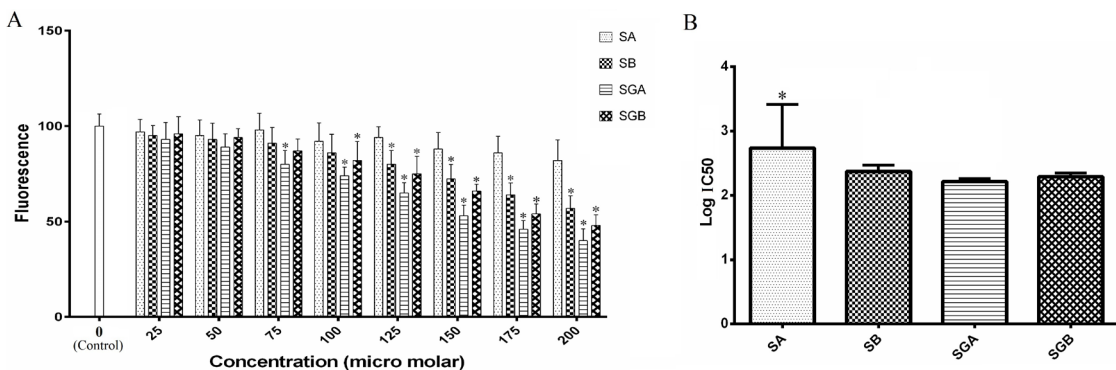 A
150
100
50
0
Fluorescence
0
(Control)
25
50
75
100
125
150
175
200
Concentration (micro molar)
SA
SB
SGA
SGB
* * * * * * * * * * * * * * *
B
4
3
2
1
0
Log IC50
*
SA
SB
SGA
SGB